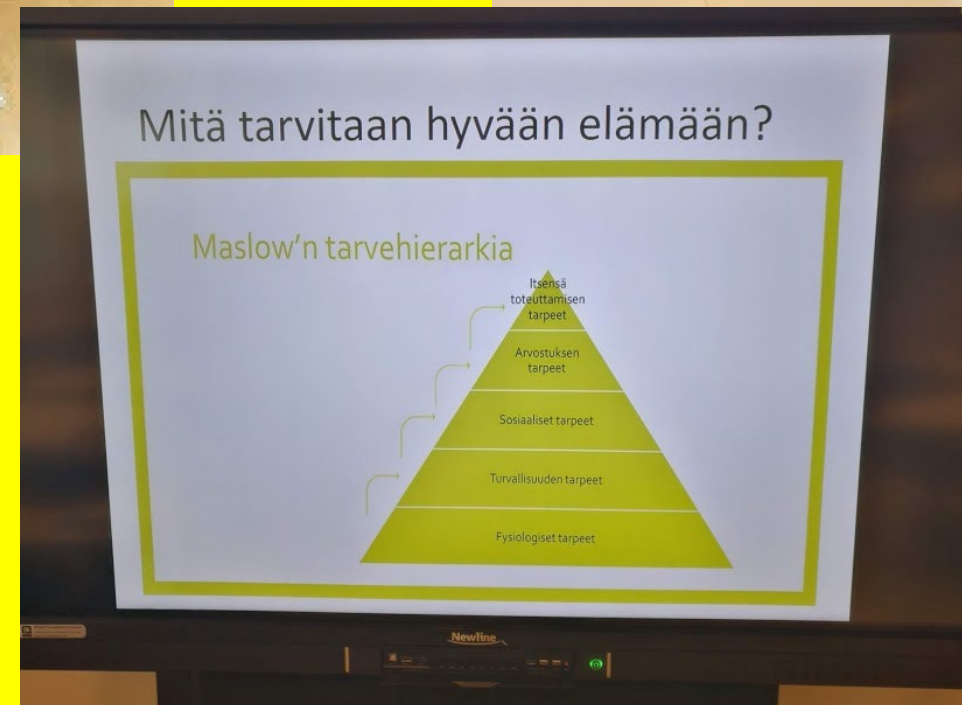 Mitä tarvitaan hyvään elämään?
Maslow'n tarvehierarkia
Itsensä
toteuttamisen
tarpeet
Arvostuksen
tarpeet
Sosiaaliset tarpeet
Turvallisuuden tarpeet
Fysiologiset tarpeet
Newline